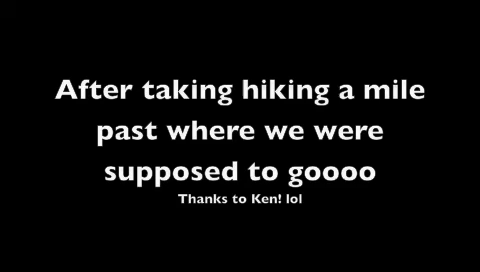 After taking hiking a mile
past where we were
supposed to goooo
Thanks to Ken! lol